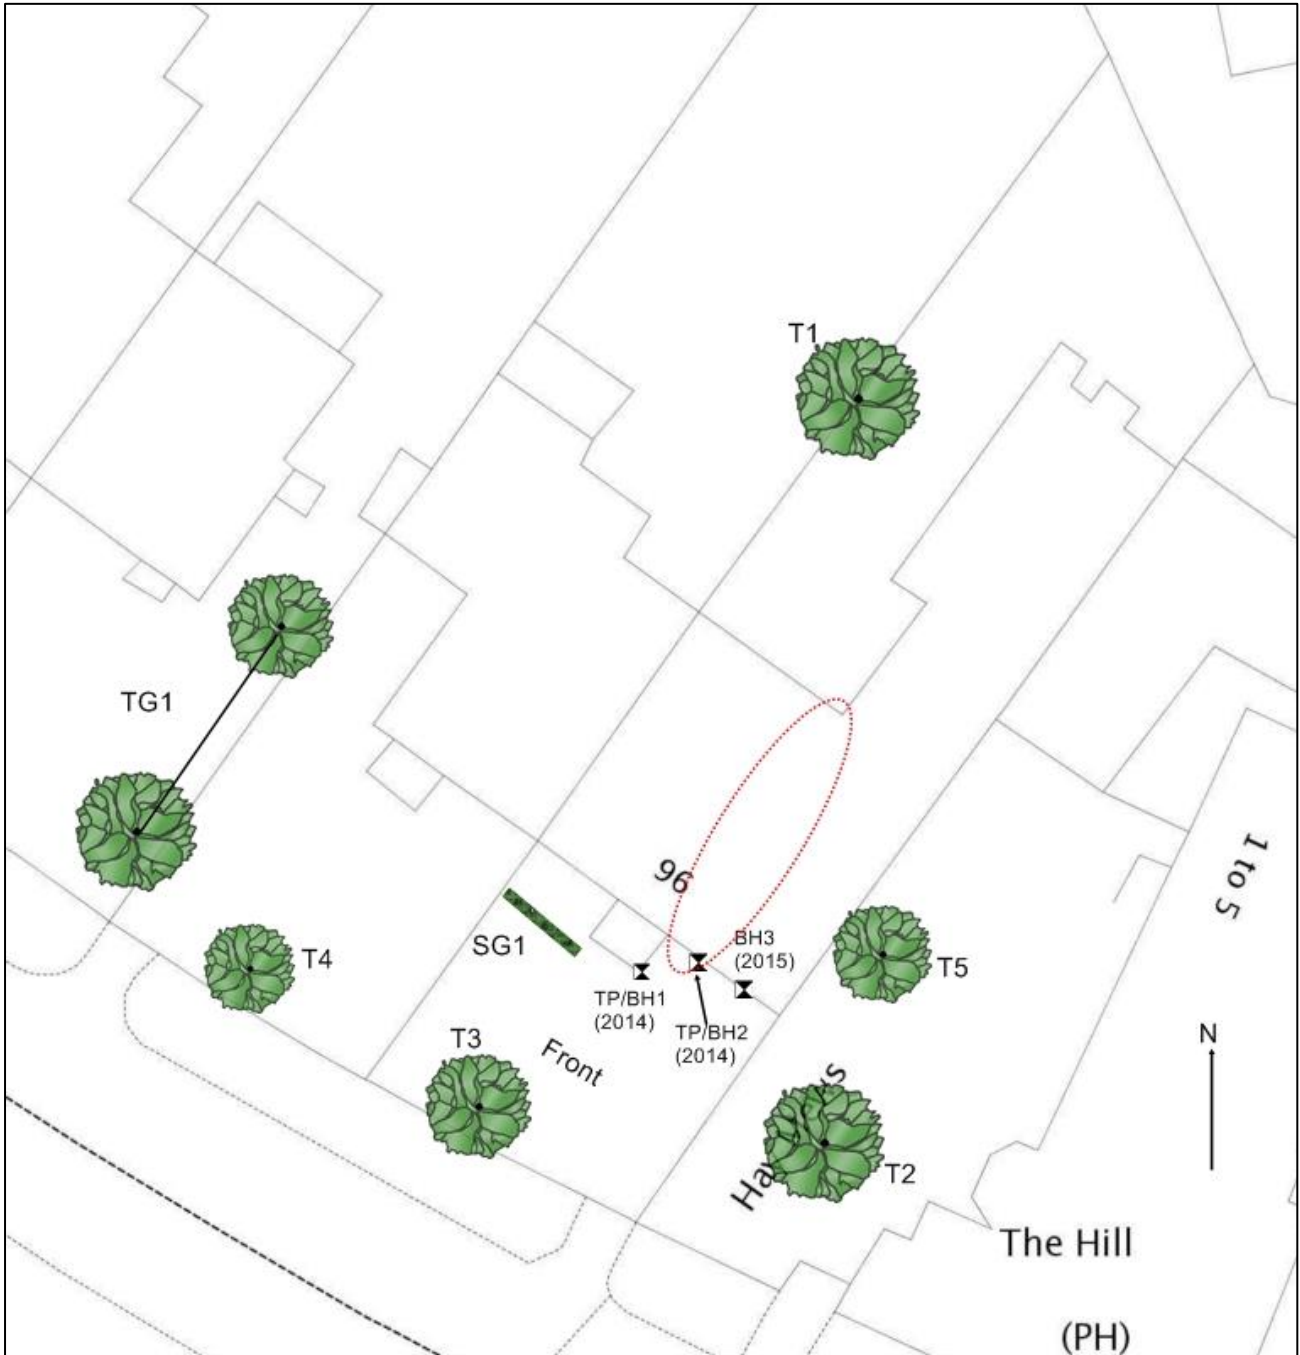 T1
TG1
96
SG1
BH3
(2015)
T4
T5
TP/BH1
(2014)
TP/BH2
(2014)
T3
Front
N
1 to 5
T2
The Hill
(PH)